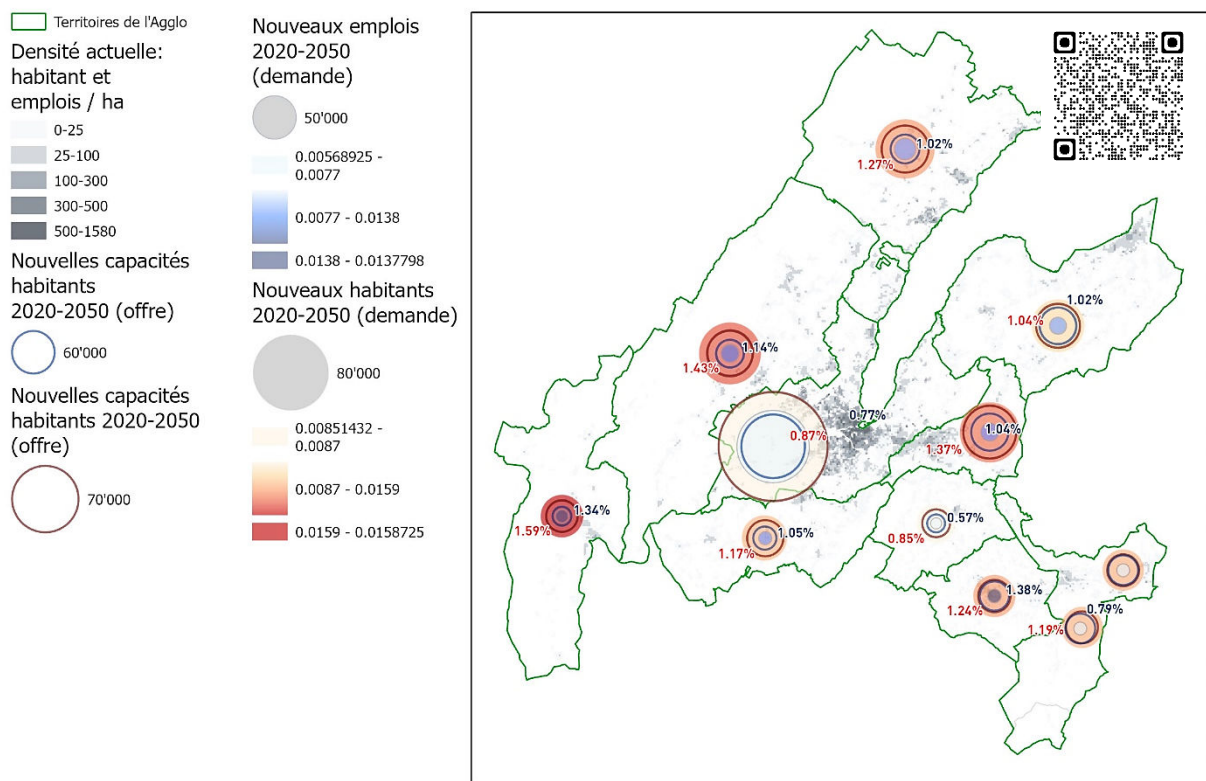 Territoires de l'Agglo
Densité actuelle:
habitant et
emplois / ha
0-25
25-100
100-300
300-500
500-1580
Nouvelles capacités
habitants
2020-2050 (offre)
60'000
Nouvelles capacités
habitants 2020-2050
(offre)
70'000
Nouveaux emplois
2020-2050
(demande)
50'000
0.00568925 -
0.0077
0.0077 - 0.0138
0.0138 - 0.0137798
Nouveaux habitants
2020-2050 (demande)
80'000
0.00851432 -
0.0087
0.0087 - 0.0159
0.0159 - 0.0158725
1.02%
1.27%
1.02%
1.04%
1.14%
1.43%
0.77%
0.87%
1.04%
1.37%
1.34%
1.59%
1.05%
1.17%
0.57%
0.85%
1.38%
1.24%
0.79%
1.19%